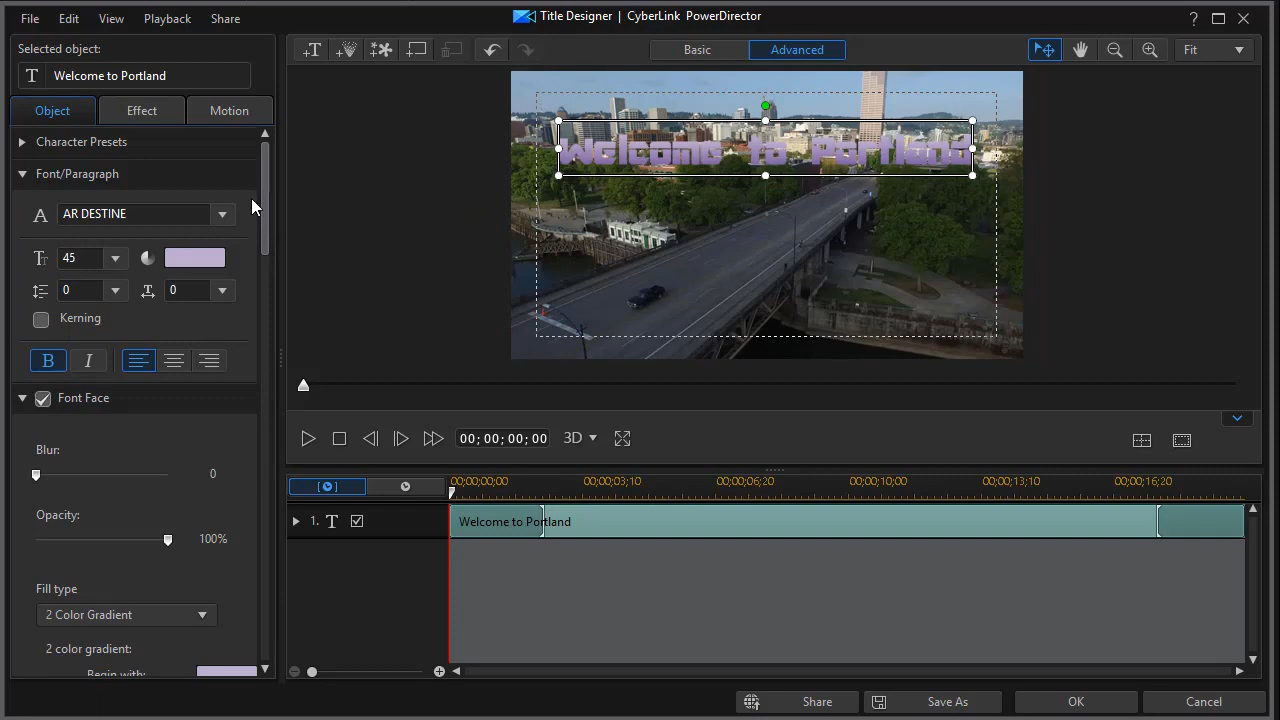 File Edit View Playback Share
Title Designer | CyberLink PowerDirector
?
Selected object:
T Welcome to Portland
Object Effect Motion
Basic Advanced
Fit
Character Presets
Font/Paragraph
A AR DESTINE
45
0 0
Kerning
B I
Font Face
Blur:
0
Opacity:
100%
Fill type
2 Color Gradient
2 color gradient:
Begin with:
Welcome to Portland
00;00;00;00 3D
00;00;00;00 00;00;03;10 00;00;06;20 00;00;10;00 00;00;13;10 00;00;16;20
1. T Welcome to Portland
Share Save As OK Cancel